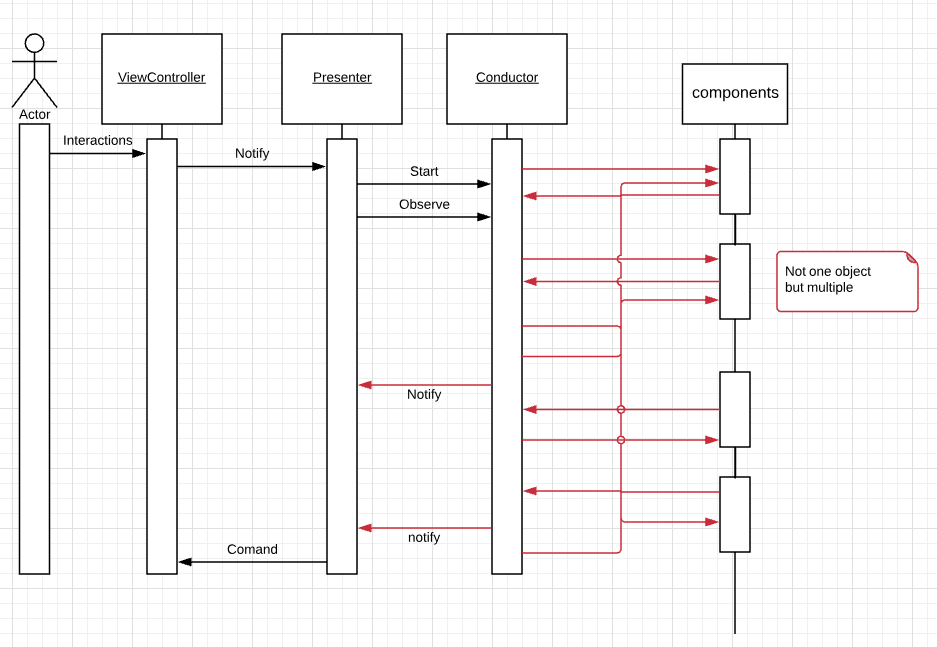 Actor
ViewController
Presenter
Conductor
components
Interactions
Notify
Start
Observe
Not one object
but multiple
Notify
notify
Comand